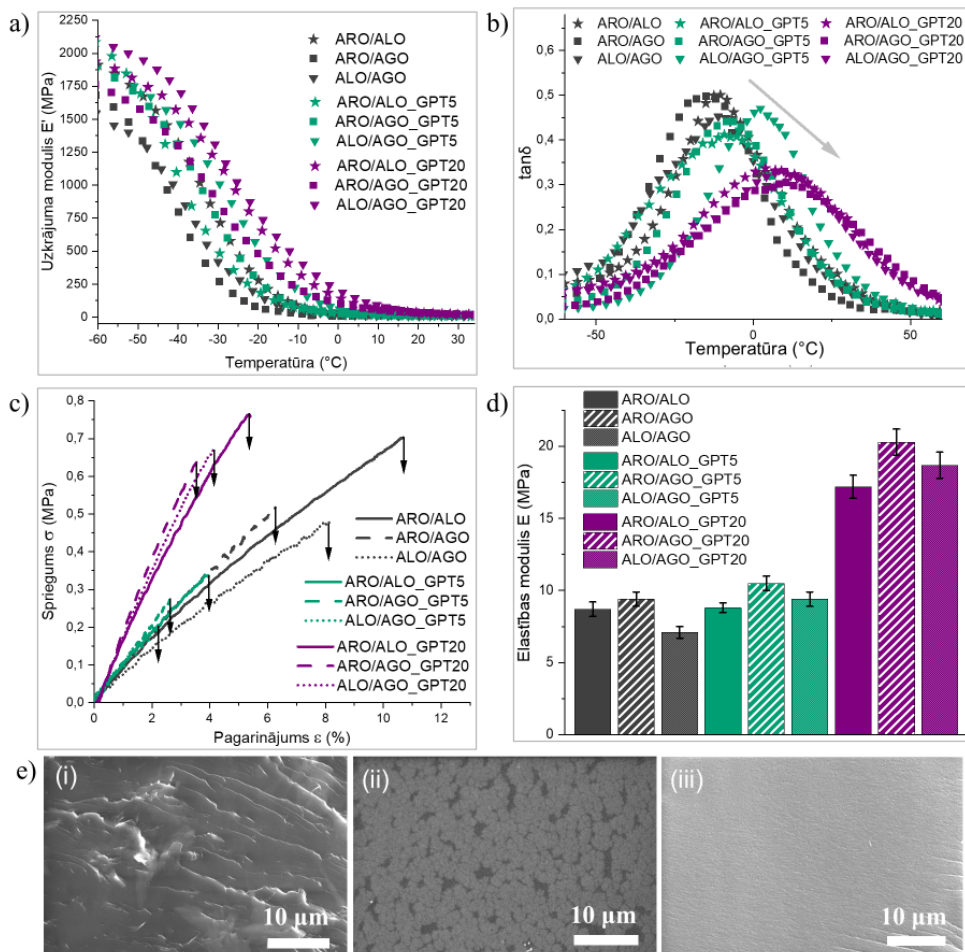 a)
2250
2000
1750
1500
1250
1000
750
500
250
0
Uzkrājuma modulis E' (MPa)
-60 -50 -40 -30 -20 -10 0 10 20 30
Temperatūra (°C)
ARO/ALO
ARO/AGO
ALO/AGO
ARO/ALO_GPT5
ARO/AGO_GPT5
ALO/AGO_GPT5
ARO/ALO_GPT20
ARO/AGO_GPT20
ALO/AGO_GPT20
b)
ARO/ALO ARO/ALO_GPT5 ARO/ALO_GPT20
ARO/AGO ARO/AGO_GPT5 ARO/AGO_GPT20
ALO/AGO ALO/AGO_GPT5 ALO/AGO_GPT20
0,6
0,5
0,4
0,3
0,2
0,1
0,0
tanδ
-50 0 50
Temperatūra (°C)
c)
0,8
0,7
0,6
0,5
0,4
0,3
0,2
0,1
0,0
Spriegums σ (MPa)
0 2 4 6 8 10 12
Pagarinājums ε (%)
ARO/ALO
ARO/AGO
ALO/AGO
ARO/ALO_GPT5
ARO/AGO_GPT5
ALO/AGO_GPT5
ARO/ALO_GPT20
ARO/AGO_GPT20
ALO/AGO_GPT20
d)
ARO/ALO
ARO/AGO
ALO/AGO
ARO/ALO_GPT5
ARO/AGO_GPT5
ALO/AGO_GPT5
ARO/ALO_GPT20
ARO/AGO_GPT20
ALO/AGO_GPT20
20
15
10
5
0
Elastības modulis E (MPa)
e)
(i)
10 µm
(ii)
10 µm
(iii)
10 µm